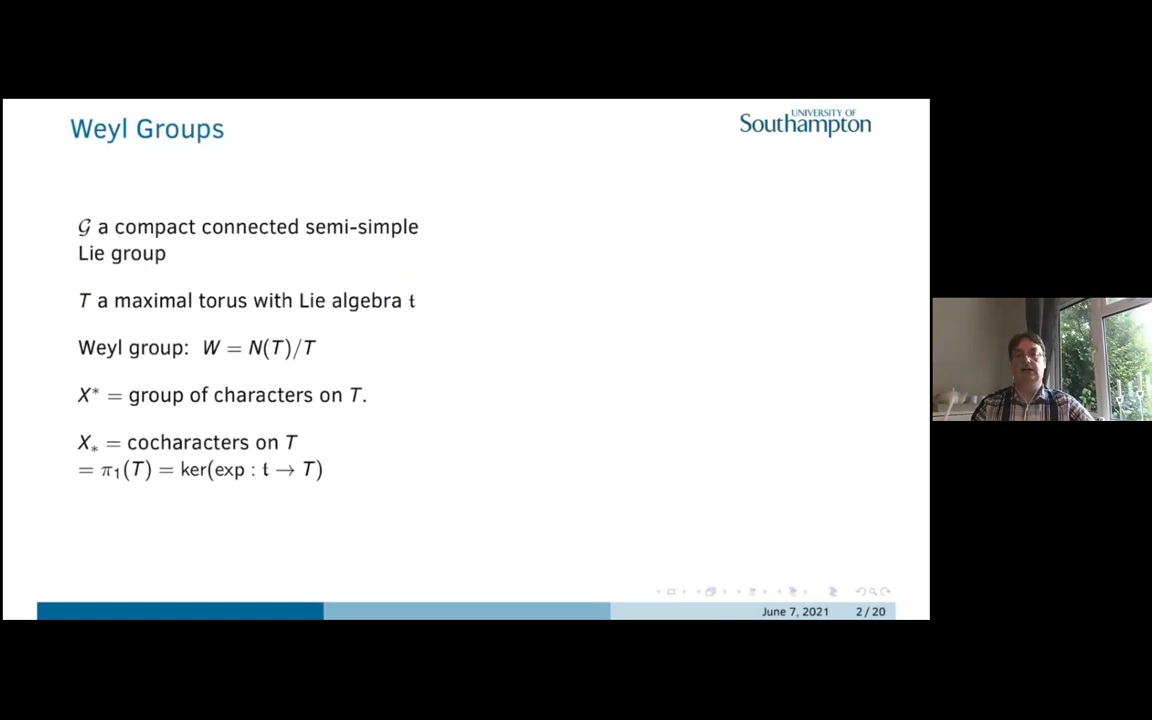 Weyl Groups
UNIVERSITY OF
Southampton
𝒢 a compact connected semi-simple
Lie group
T a maximal torus with Lie algebra 𝔱
Weyl group: W = N(T)/T
X* = group of characters on T.
X₎ = cocharacters on T
= π₁(T) = ker(exp : 𝔱 → T)
June 7, 2021 2/20